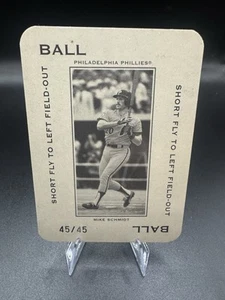 BALL
PHILADELPHIA PHILLIES®
SHORT FLY TO LEFT FIELD-OUT
SHORT FLY TO LEFT FIELD-OUT
MIKE SCHMIDT
45/45
BALL